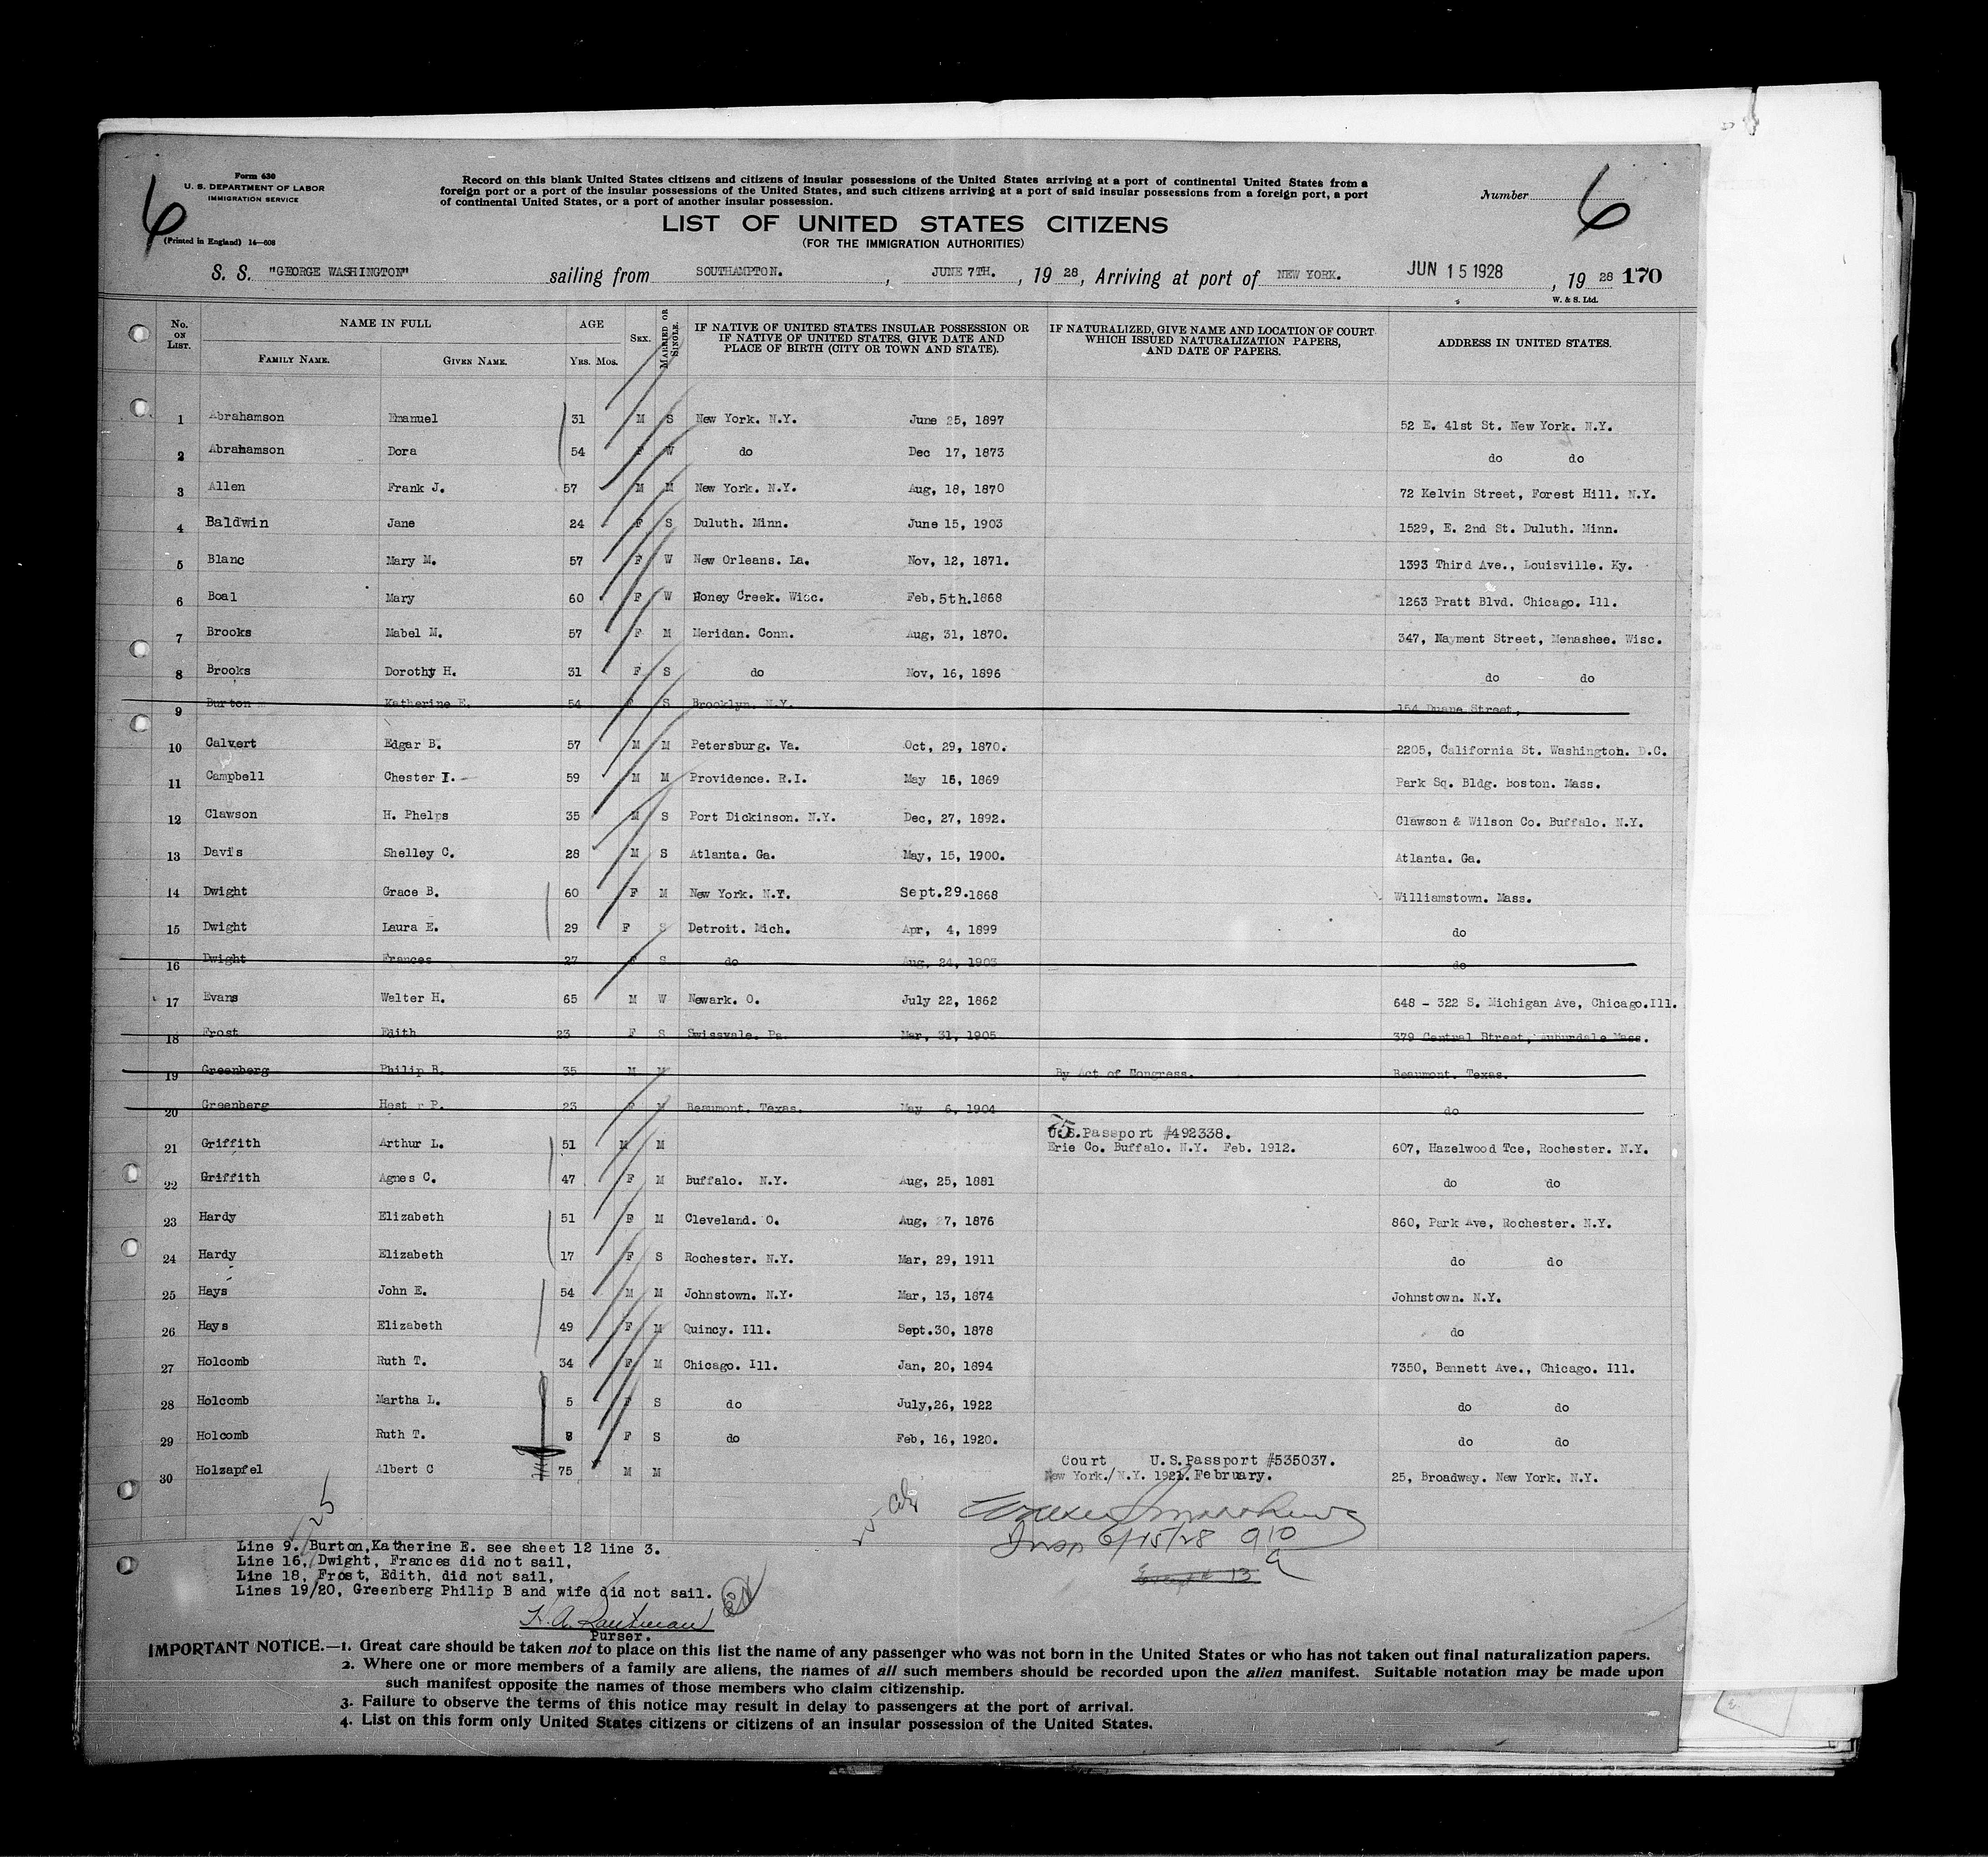 6
Form 630
U. S. DEPARTMENT OF LABOR
IMMIGRATION SERVICE
(Printed in England) 14—608
Record on this blank United States citizens and citizens of insular possessions of the United States arriving at a port of continental United States from a
foreign port or a port of the insular possessions of the United States, and such citizens arriving at a port of said insular possessions from a foreign port, a port
of continental United States, or a port of another insular possession.
Number 6
LIST OF UNITED STATES CITIZENS
(FOR THE IMMIGRATION AUTHORITIES)
S. S. "GEORGE WASHINGTON" sailing from SOUTHAMPTON. , JUNE 7TH. , 19 28, Arriving at port of NEW YORK. JUN 15 1928 , 19 28 170
W. & S. Ltd.
No. ON LIST. NAME IN FULL AGE SEX. MARRIED OR SINGLE. IF NATIVE OF UNITED STATES INSULAR POSSESSION OR IF NATIVE OF UNITED STATES, GIVE DATE AND PLACE OF BIRTH (CITY OR TOWN AND STATE). IF NATURALIZED, GIVE NAME AND LOCATION OF COURT WHICH ISSUED NATURALIZATION PAPERS, AND DATE OF PAPERS. ADDRESS IN UNITED STATES.
FAMILY NAME. GIVEN NAME. Yrs. Mos.
1 Abrahamson Emanuel 31 M S New York. N.Y. June 25, 1897 52 E. 41st St. New York. N.Y.
2 Abrahamson Dora 54 F W do Dec 17, 1873 do do
3 Allen Frank J. 57 M M New York. N.Y. Aug, 18, 1870 72 Kelvin Street, Forest Hill. N.Y.
4 Baldwin Jane 24 F S Duluth. Minn. June 15, 1903 1529, E. 2nd St. Duluth. Minn.
5 Blanc Mary M. 57 F W New Orleans. La. Nov, 12, 1871. 1393 Third Ave., Louisville. Ky.
6 Boal Mary 60 F W Honey Creek. Wisc. Feb, 5th.1868 1263 Pratt Blvd. Chicago. Ill.
7 Brooks Mabel M. 57 F M Meridan. Conn. Aug, 31, 1870. 347, Nayment Street, Menashee. Wisc.
8 Brooks Dorothy H. 31 F S do Nov, 16, 1896 do do
9 Burton Katherine E. 54 F S Brooklyn. N.Y. 154 Duane Street,
10 Calvert Edgar B. 57 M M Petersburg. Va. Oct, 29, 1870. 2205, California St. Washington. D.C.
11 Campbell Chester I. 59 M M Providence. R.I. May 15, 1869 Park Sq. Bldg. boston. Mass.
12 Clawson H. Phelps 35 M S Port Dickinson. N.Y. Dec, 27, 1892. Clawson & Wilson Co. Buffalo. N.Y.
13 Davis Shelley C. 28 M S Atlanta. Ga. May, 15, 1900. Atlanta. Ga.
14 Dwight Grace B. 60 F M New York. N.Y. Sept.29.1868 Williamstown. Mass.
15 Dwight Laura E. 29 F S Detroit. Mich. Apr, 4, 1899 do
16 Dwight Frances 27 F S do Aug, 24, 1903 do
17 Evans Walter H. 65 M W Newark. O. July 22, 1862 648 - 322 S. Michigan Ave, Chicago.Ill.
18 Frost Edith 23 F S Swissvale. Pa. Mar, 31, 1905 379 Central Street, Auburndale Mass.
19 Greenberg Philip B. 35 M M By Act of Congress. Beaumont. Texas.
20 Greenberg Hest r P. 23 F M Beaumont. Texas. May 6, 1904 do
21 Griffith Arthur L. 51 M M U.S.Passport #492338. Erie Co. Buffalo. N.Y. Feb. 1912. 607, Hazelwood Tce, Rochester. N.Y.
22 Griffith Agnes C. 47 F M Buffalo. N.Y. Aug, 25, 1881 do do
23 Hardy Elizabeth 51 F M Cleveland. O. Aug, 27, 1876 860, Park Ave, Rochester. N.Y.
24 Hardy Elizabeth 17 F S Rochester. N.Y. Mar, 29, 1911 do do
25 Hays John E. 54 M M Johnstown. N.Y. Mar, 13, 1874 Johnstown. N.Y.
26 Hays Elizabeth 49 F M Quincy. Ill. Sept.30, 1878 do
27 Holcomb Ruth T. 34 F M Chicago. Ill. Jan, 20, 1894 7350, Bennett Ave., Chicago. Ill.
28 Holcomb Martha L. 5 F S do July,26, 1922 do do
29 Holcomb Ruth T. 8 F S do Feb, 16, 1920. do do
30 Holzapfel Albert C 75 M M Court U.S.Passport #535037. New York./N.Y. 1921. February. 25, Broadway. New York. N.Y.
25
Insp 6/15/28 910
Line 9. Burton,Katherine E. see sheet 12 line 3.
Line 16, Dwight, Frances did not sail,
Line 18, Frost, Edith. did not sail,
Lines 19/20, Greenberg Philip B and wife did not sail.
Purser.
IMPORTANT NOTICE.—1. Great care should be taken not to place on this list the name of any passenger who was not born in the United States or who has not taken out final naturalization papers.
2. Where one or more members of a family are aliens, the names of all such members should be recorded upon the alien manifest. Suitable notation may be made upon
such manifest opposite the names of those members who claim citizenship.
3. Failure to observe the terms of this notice may result in delay to passengers at the port of arrival.
4. List on this form only United States citizens or citizens of an insular possession of the United States.